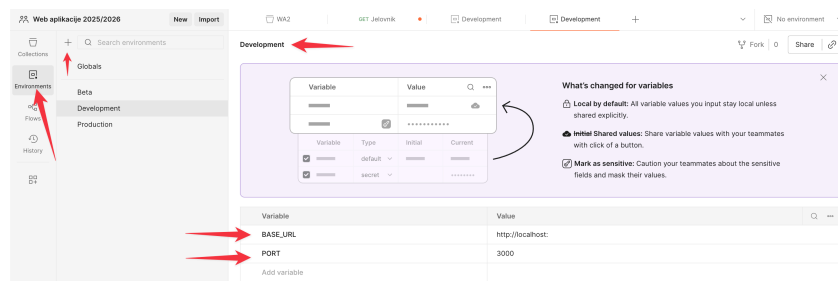 Web aplikacije 2025/2026
New
Import
WA2
GET Jelovnik
Development
Development
No environment
Collections
Search environments
Development
Fork
0
Share
Globals
Environments
Beta
Development
Production
Flows
History
Variable
Value
Variable
Type
Initial
Current
default
secret
What's changed for variables
Local by default: All variable values you input stay local unless
shared explicitly.
Initial Shared values: Share variable values with your teammates
with click of a button.
Mark as sensitive: Caution your teammates about the sensitive
fields and mask their values.
Variable
Value
BASE_URL
http://localhost:
PORT
3000
Add variable